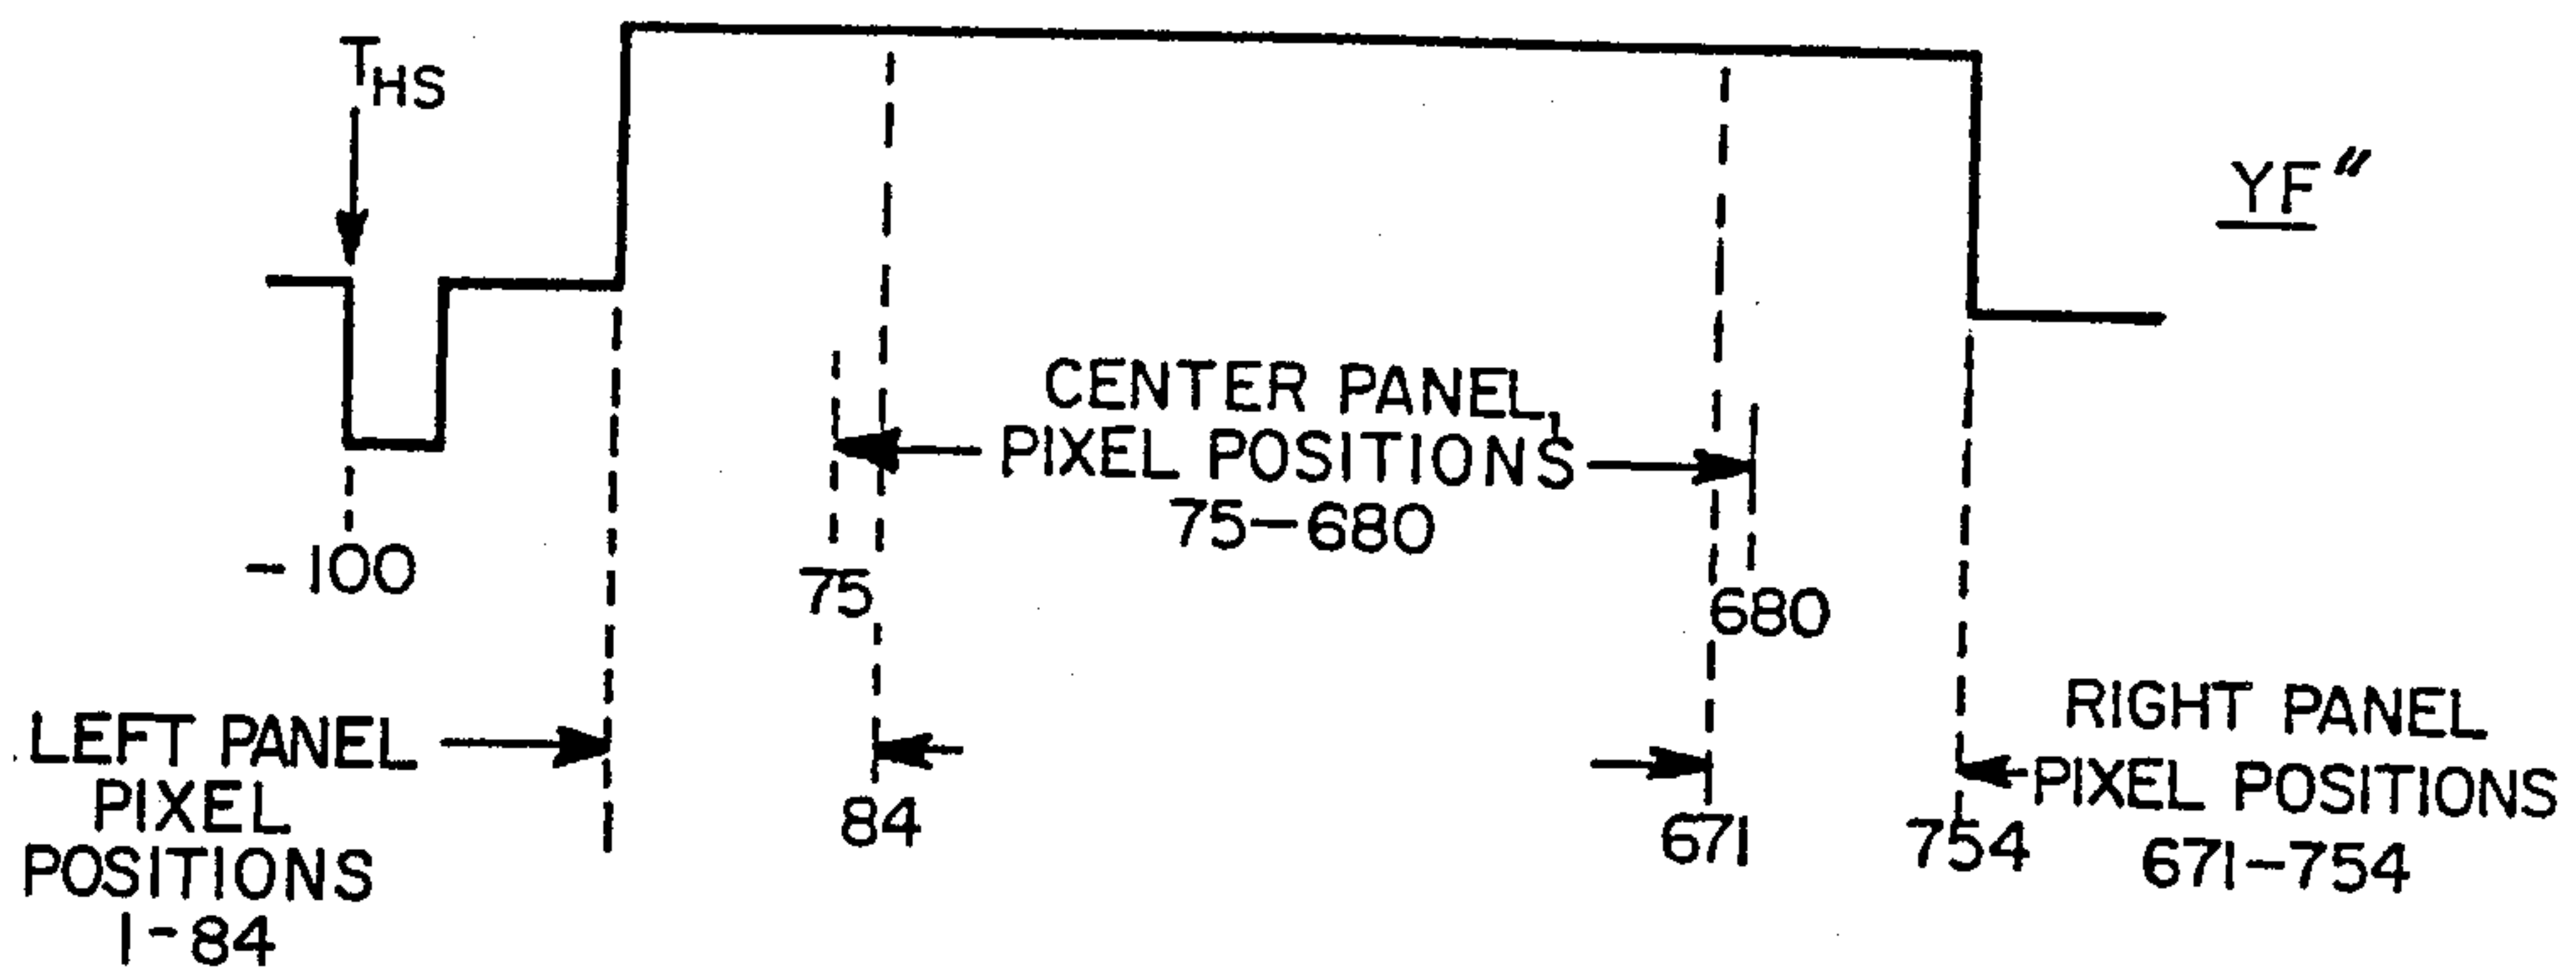 THS
YF"
CENTER PANEL,
PIXEL POSITIONS
75-680
-100
75
680
LEFT PANEL
PIXEL
POSITIONS
1-84
84
671
754
RIGHT PANEL
PIXEL POSITIONS
671-754